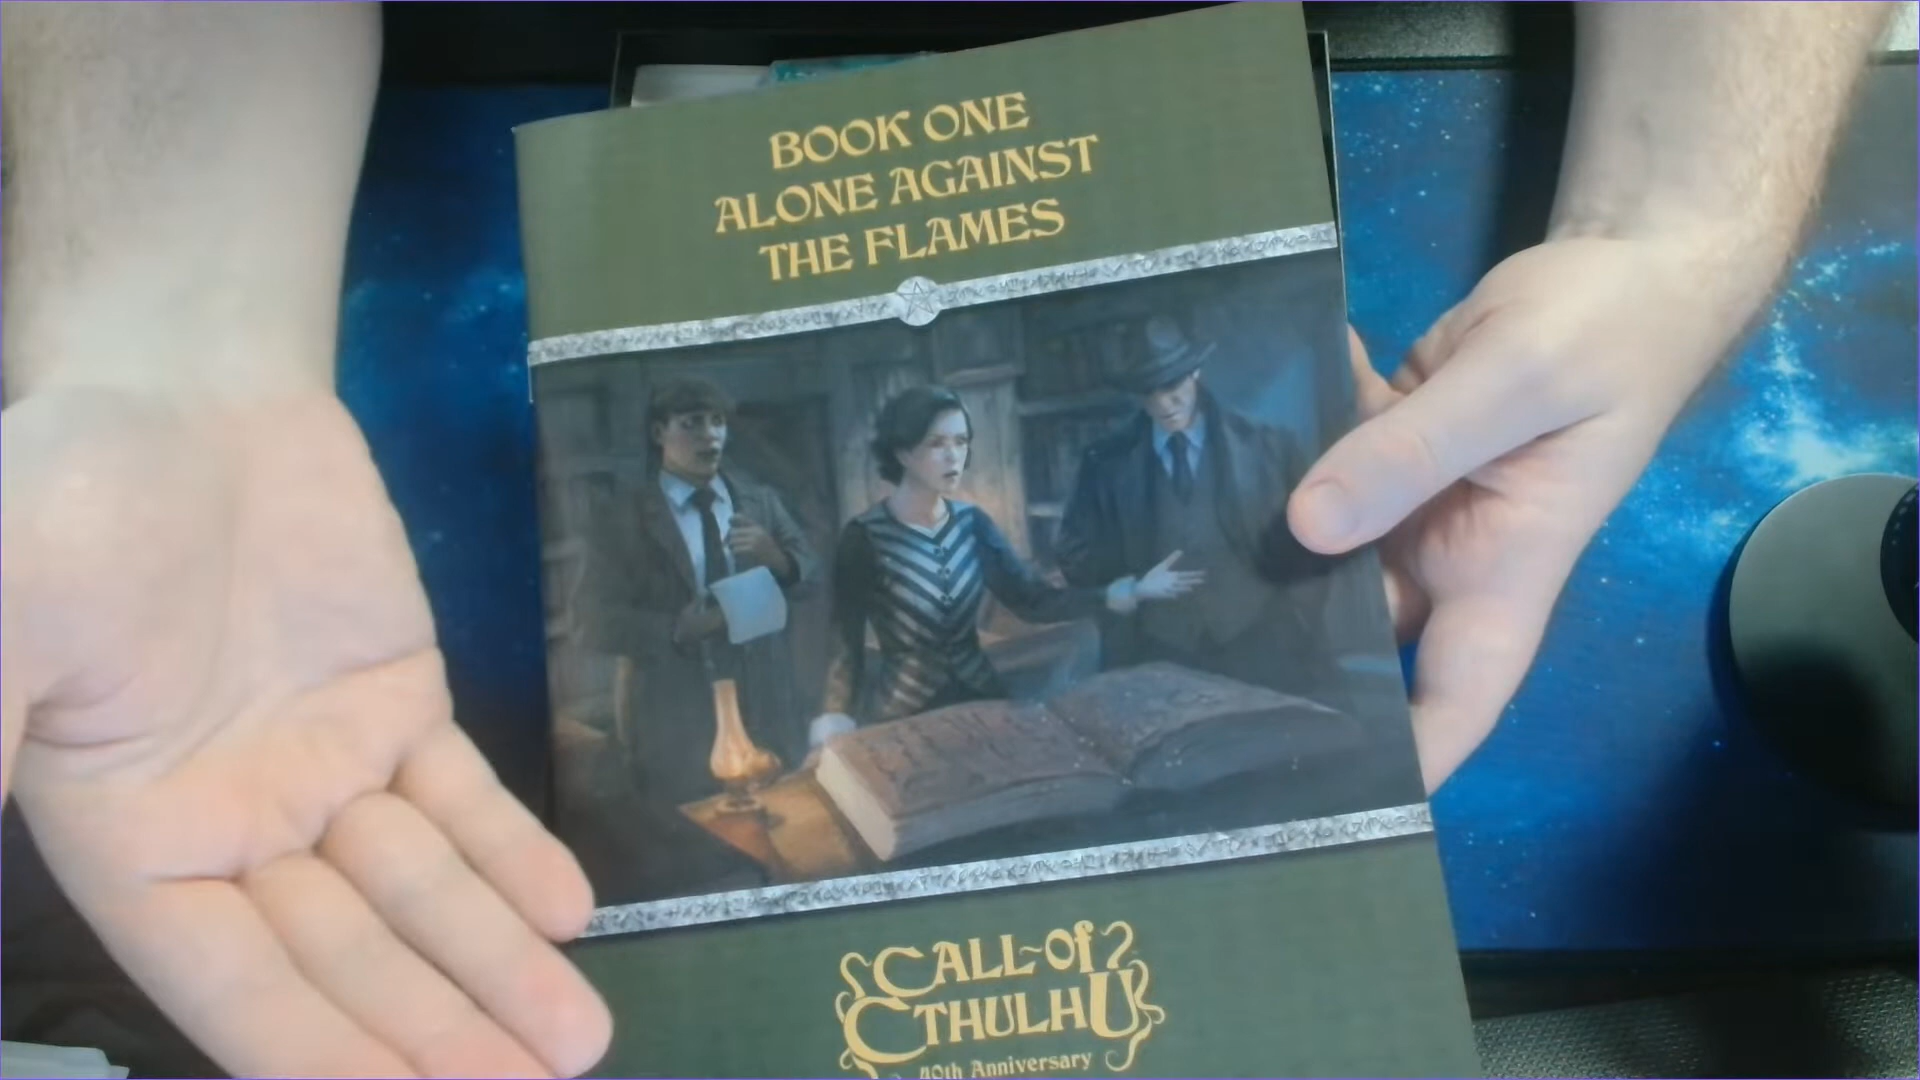 BOOK ONE
ALONE AGAINST
THE FLAMES
CALL of
CTHULHU
40th Anniversary